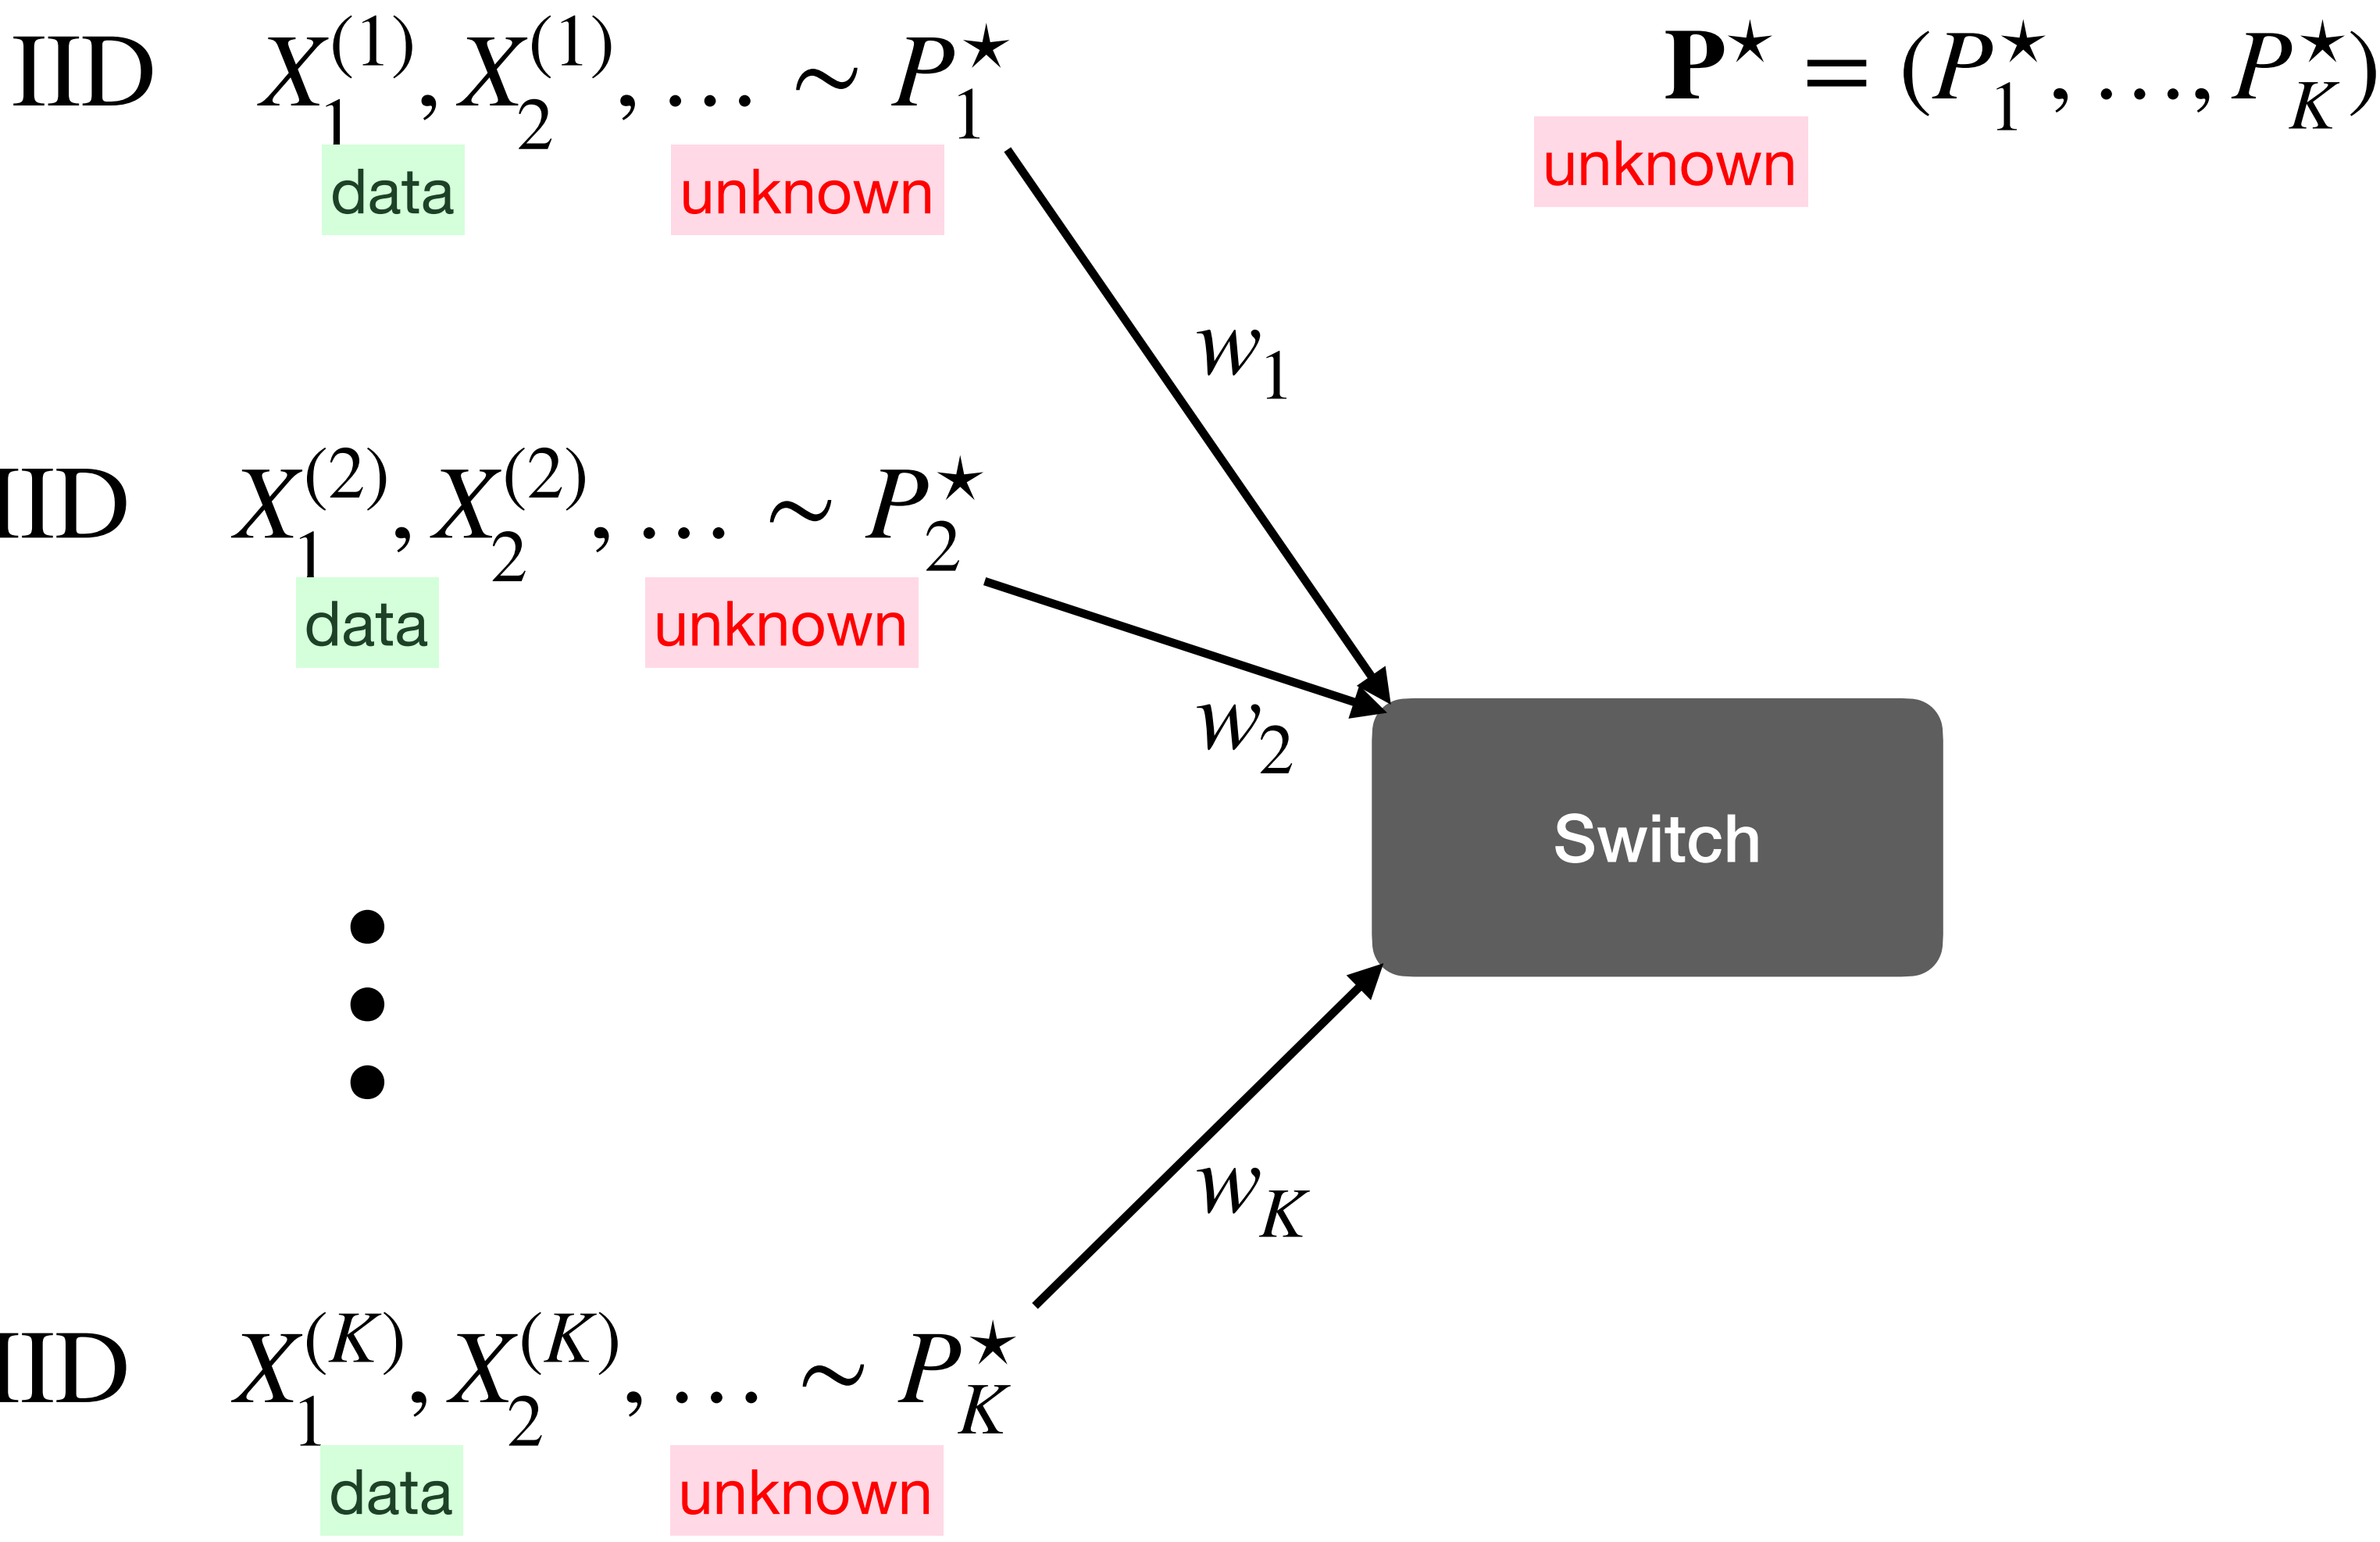 IID X_1^{(1)}, X_2^{(1)}, … ~ P_1^★ 𝐏^★ = (P_1^★, …, P_K^★)
data unknown unknown
w_1
IID X_1^{(2)}, X_2^{(2)}, … ~ P_2^★
data unknown
w_2
Switch
w_K
IID X_1^{(K)}, X_2^{(K)}, … ~ P_K^★
data unknown